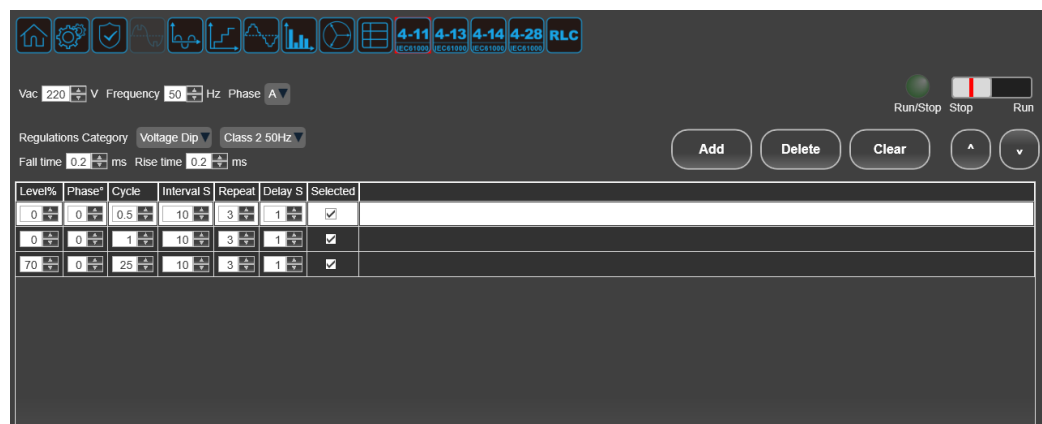 4-11 4-13 4-14 4-28 RLC
IEC61000 IEC61000 IEC61000 IEC61000
Vac 220 V Frequency 50 Hz Phase A
Run/Stop Stop Run
Regulations Category Voltage Dip Class 2 50Hz
Add Delete Clear ^ v
Fall time 0.2 ms Rise time 0.2 ms
Level% Phase° Cycle Interval S Repeat Delay S Selected
0 0 0.5 10 3 1
0 0 1 10 3 1
70 0 25 10 3 1